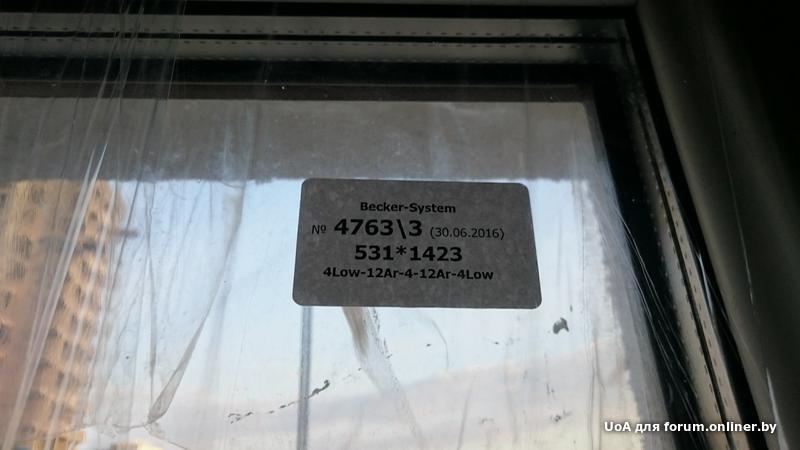 Becker-System
№ 4763\3 (30.06.2016)
531*1423
4Low-12Ar-4-12Ar-4Low
UoA для forum.onliner.by